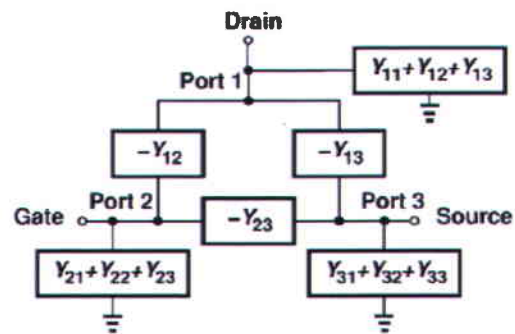 Drain
Y11+Y12+Y13
Port 1
−Y12
−Y13
Port 2
Port 3
Gate
−Y23
Source
Y21+Y22+Y23
Y31+Y32+Y33